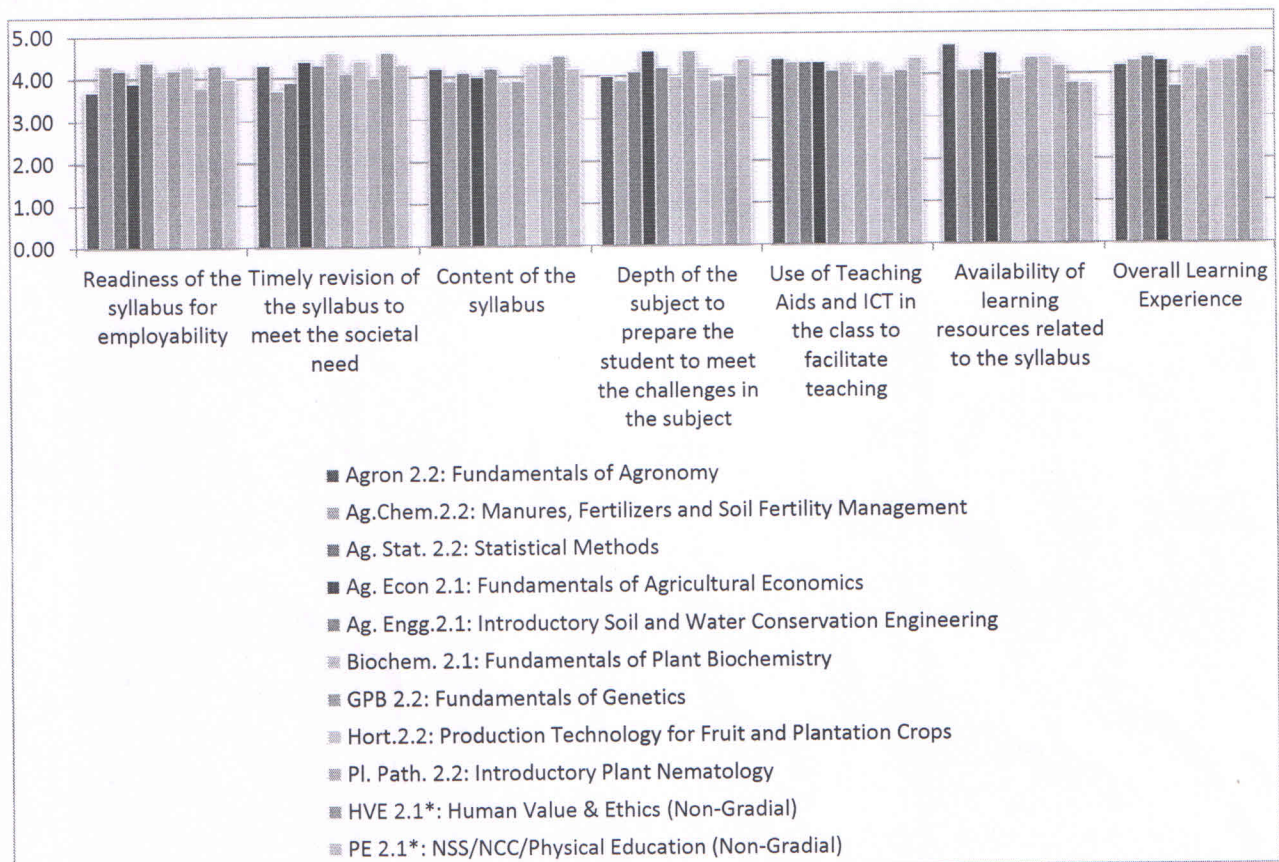 5.00
4.00
3.00
2.00
1.00
0.00
Readiness of the
syllabus for
employability
Timely revision of
the syllabus to
meet the societal
need
Content of the
syllabus
Depth of the
subject to
prepare the
student to meet
the challenges in
the subject
Use of Teaching
Aids and ICT in
the class to
facilitate
teaching
Availability of
learning
resources related
to the syllabus
Overall Learning
Experience
Agron 2.2: Fundamentals of Agronomy
Ag.Chem.2.2: Manures, Fertilizers and Soil Fertility Management
Ag. Stat. 2.2: Statistical Methods
Ag. Econ 2.1: Fundamentals of Agricultural Economics
Ag. Engg.2.1: Introductory Soil and Water Conservation Engineering
Biochem. 2.1: Fundamentals of Plant Biochemistry
GPB 2.2: Fundamentals of Genetics
Hort.2.2: Production Technology for Fruit and Plantation Crops
Pl. Path. 2.2: Introductory Plant Nematology
HVE 2.1*: Human Value & Ethics (Non-Gradial)
PE 2.1*: NSS/NCC/Physical Education (Non-Gradial)